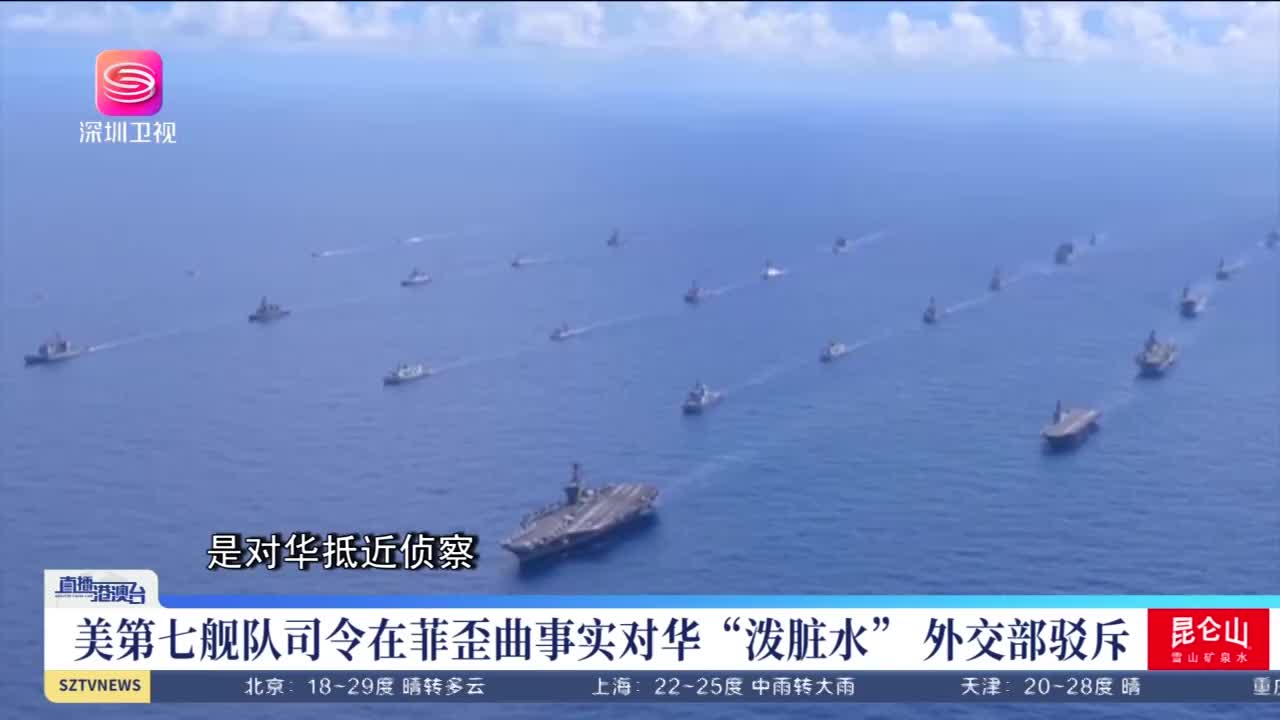 深圳卫视
是对华抵近侦察
直播港澳台
美第七舰队司令在菲歪曲事实对华“泼脏水” 外交部驳斥
昆仑山
雪山矿泉水
SZTVNEWS
北京：18~29度 晴转多云
上海：22~25度 中雨转大雨
天津：20~28度 晴